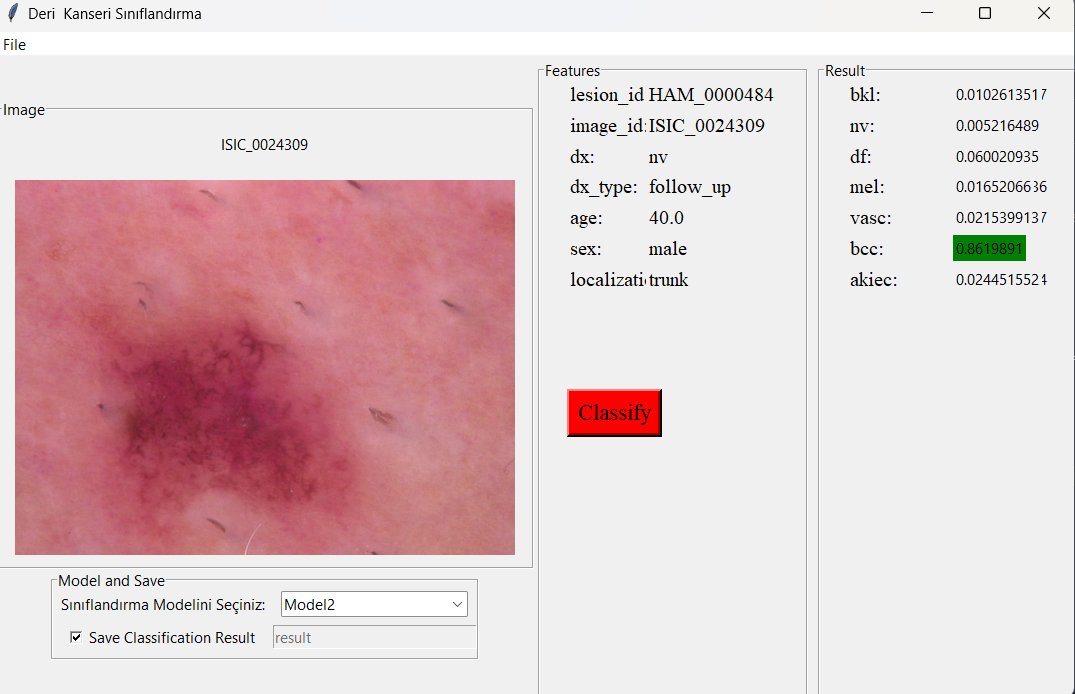 Deri  Kanseri Sınıflandırma
File
Image
ISIC_0024309
Model and Save
Sınıflandırma Modelini Seçiniz: Model2
Save Classification Result result
Features
lesion_id HAM_0000484
image_id: ISIC_0024309
dx: nv
dx_type: follow_up
age: 40.0
sex: male
localizati trunk
Classify
Result
bkl: 0.0102613517
nv: 0.005216489
df: 0.060020935
mel: 0.0165206636
vasc: 0.0215399137
bcc: 0.8619891
akiec: 0.0244515524